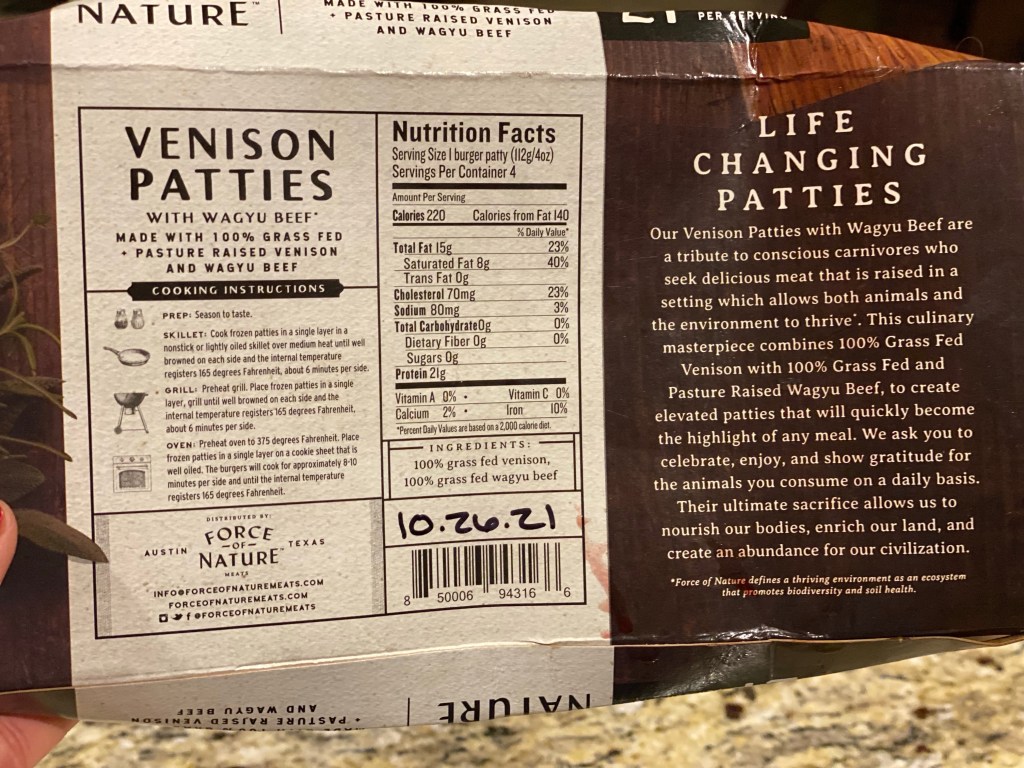 NATURE™
MADE WITH 100% GRASS FED
+ PASTURE RAISED VENISON
AND WAGYU BEEF
21
PER SERVING
VENISON
PATTIES
WITH WAGYU BEEF*
MADE WITH 100% GRASS FED
+ PASTURE RAISED VENISON
AND WAGYU BEEF
COOKING INSTRUCTIONS
PREP: Season to taste.
SKILLET: Cook frozen patties in a single layer in a
nonstick or lightly oiled skillet over medium heat until well
browned on each side and the internal temperature
registers 165 degrees Fahrenheit, about 6 minutes per side.
GRILL: Preheat grill. Place frozen patties in a single
layer, grill until well browned on each side and the
internal temperature registers 165 degrees Fahrenheit,
about 6 minutes per side.
OVEN: Preheat oven to 375 degrees Fahrenheit. Place
frozen patties in a single layer on a cookie sheet that is
well oiled. The burgers will cook for approximately 8-10
minutes per side and until the internal temperature
registers 165 degrees Fahrenheit.
DISTRIBUTED BY:
AUSTIN FORCE OF NATURE™ MEATS TEXAS
INFO@FORCEOFNATUREMEATS.COM
FORCEOFNATUREMEATS.COM
@FORCEOFNATUREMEATS
Nutrition Facts
Serving Size 1 burger patty (112g/4oz)
Servings Per Container 4
Amount Per Serving
Calories 220 Calories from Fat 140
% Daily Value*
Total Fat 15g 23%
Saturated Fat 8g 40%
Trans Fat 0g
Cholesterol 70mg 23%
Sodium 80mg 3%
Total Carbohydrate 0g 0%
Dietary Fiber 0g 0%
Sugars 0g
Protein 21g
Vitamin A 0% • Vitamin C 0%
Calcium 2% • Iron 10%
*Percent Daily Values are based on a 2,000 calorie diet.
INGREDIENTS:
100% grass fed venison,
100% grass fed wagyu beef
10.26.21
8 50006 94316 6
LIFE
CHANGING
PATTIES
Our Venison Patties with Wagyu Beef are
a tribute to conscious carnivores who
seek delicious meat that is raised in a
setting which allows both animals and
the environment to thrive*. This culinary
masterpiece combines 100% Grass Fed
Venison with 100% Grass Fed and
Pasture Raised Wagyu Beef, to create
elevated patties that will quickly become
the highlight of any meal. We ask you to
celebrate, enjoy, and show gratitude for
the animals you consume on a daily basis.
Their ultimate sacrifice allows us to
nourish our bodies, enrich our land, and
create an abundance for our civilization.
*Force of Nature defines a thriving environment as an ecosystem
that promotes biodiversity and soil health.
NATURE
+ PASTURE RAISED VENISON
AND WAGYU BEEF